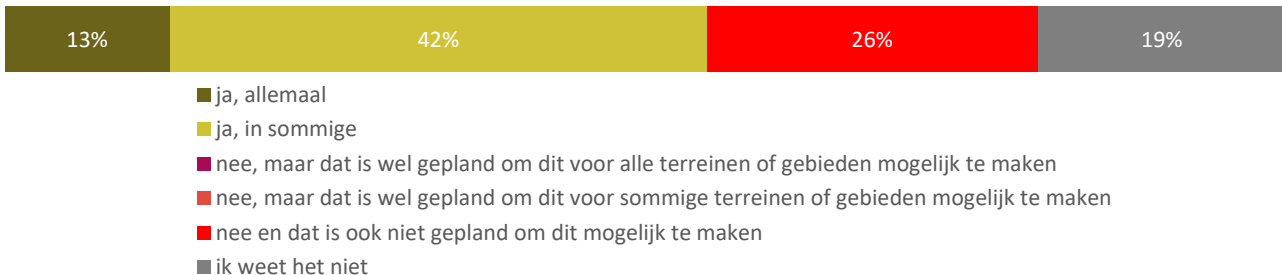 13% 42% 26% 19%
ja, allemaal
ja, in sommige
nee, maar dat is wel gepland om dit voor alle terreinen of gebieden mogelijk te maken
nee, maar dat is wel gepland om dit voor sommige terreinen of gebieden mogelijk te maken
nee en dat is ook niet gepland om dit mogelijk te maken
ik weet het niet